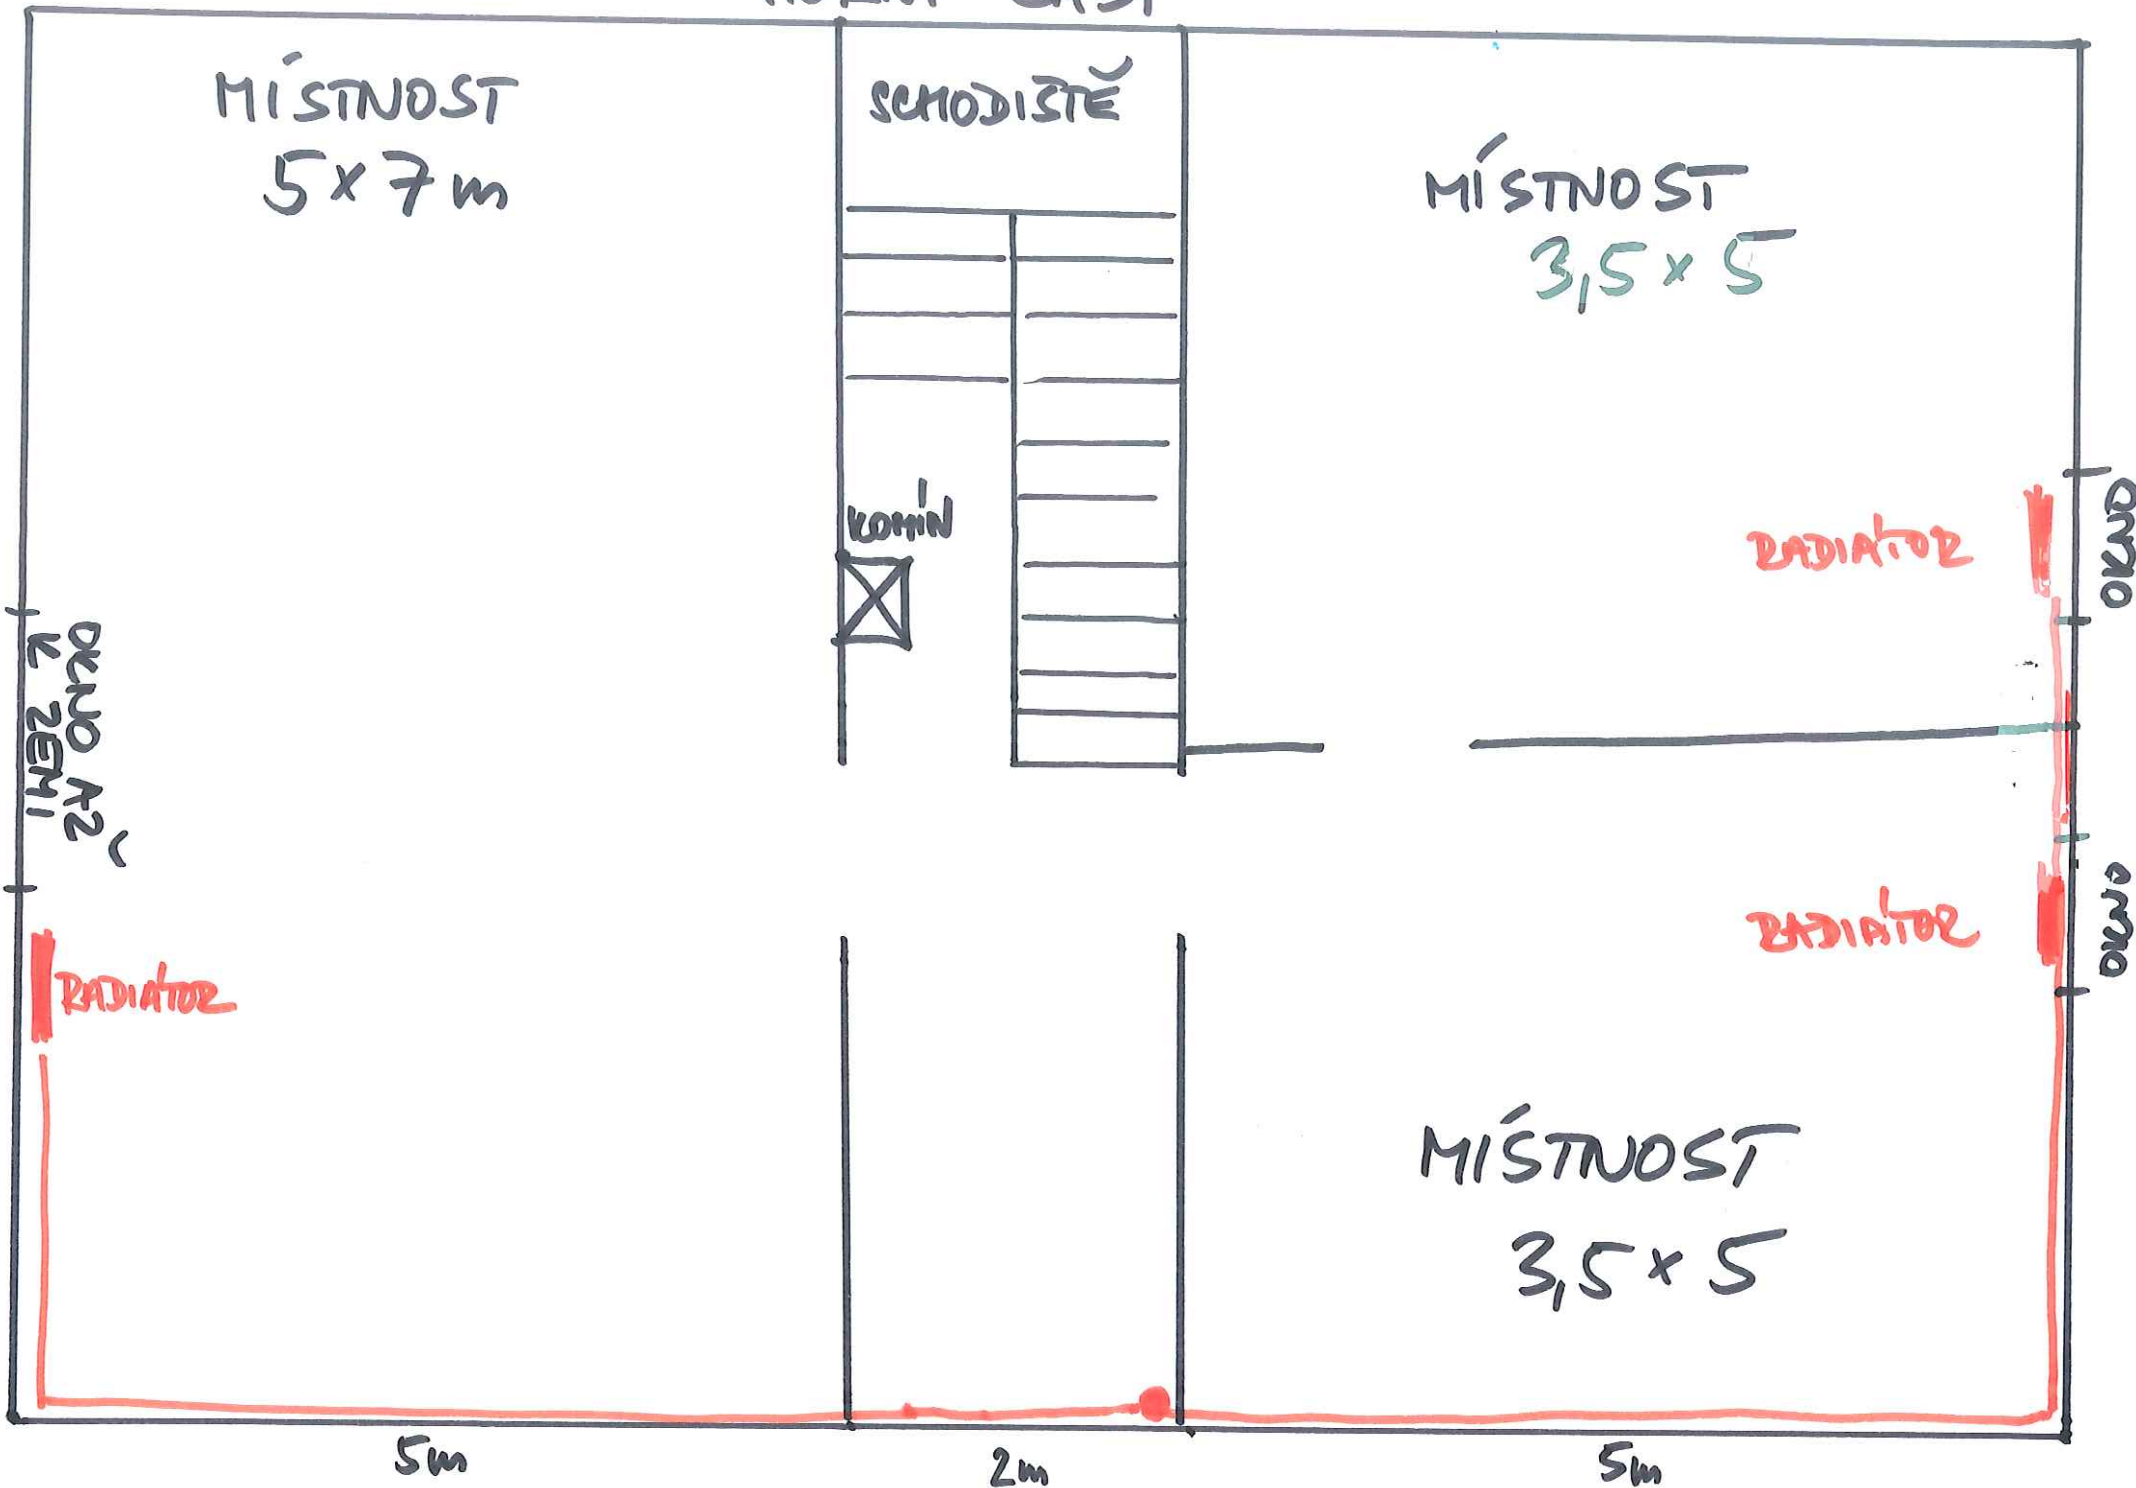 MÍSTNOST
5 x 7 m
SCHODIŠTĚ
MÍSTNOST
3,5 x 5
KOMÍN
OKNO
RADIÁTOR
OKNO AŽ
K ZEMI
RADIÁTOR
OKNO
RADIÁTOR
MÍSTNOST
3,5 x 5
5m
2m
5m